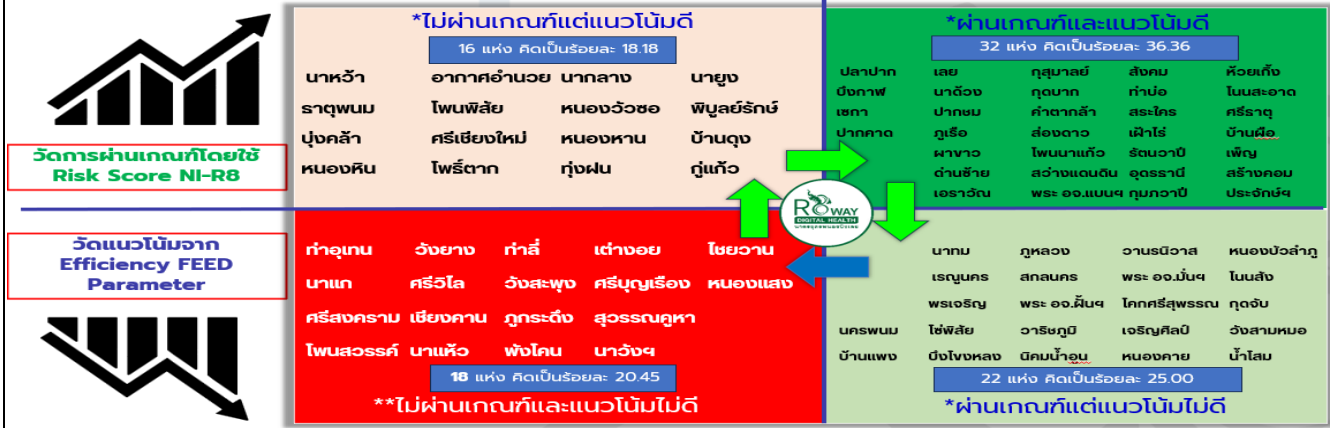 *ไม่ผ่านเกณฑ์แต่แนวโน้มดี
16 แห่ง คิดเป็นร้อยละ 18.18
นาหว้า อากาศอำนวย นากลาง นายูง
ธาตุพนม โพนพิสัย หนองวัวซอ พิบูลย์รักษ์
บุ่งคล้า ศรีเชียงใหม่ หนองหาน บ้านดุง
หนองหิน โพธิ์ตาก ทุ่งฝน กู่แก้ว
*ผ่านเกณฑ์และแนวโน้มดี
32 แห่ง คิดเป็นร้อยละ 36.36
ปลาปาก เลย กุสุมาลย์ สังคม ห้วยเกิ้ง
บึงกาฬ นาด้วง กุดบาก ท่าบ่อ โนนสะอาด
เซกา ปากชม คำตากล้า สระใคร ศรีธาตุ
ปากคาด ภูเรือ ส่องดาว เฝ้าไร่ บ้านผือ
ผาขาว โพนนาแก้ว รัตนวาปี เพ็ญ
ด่านซ้าย สว่างแดนดิน อุดรธานี สร้างคอม
เอราวัณ พระ อจ.แบนฯ กุมภวาปี ประจักษ์ฯ
วัดการผ่านเกณฑ์โดยใช้
Risk Score NI-R8
R8WAY
DIGITAL HEALTH
วัดแนวโน้มจาก
Efficiency FEED
Parameter
ท่าอุเทน วังยาง ท่าลี่ เต่างอย ไชยวาน
นาแก ศรีวิไล วังสะพุง ศรีบุญเรือง หนองแสง
ศรีสงคราม เชียงคาน ภูกระดึง สุวรรณคูหา
โพนสวรรค์ นาแห้ว พังโคน นาวังฯ
18 แห่ง คิดเป็นร้อยละ 20.45
**ไม่ผ่านเกณฑ์และแนวโน้มไม่ดี
นาทม ภูหลวง วานรนิวาส หนองบัวลำภู
เรณูนคร สกลนคร พระ อจ.มั่นฯ โนนสัง
พรเจริญ พระ อจ.ฝั้นฯ โคกศรีสุพรรณ กุดจับ
นครพนม โซ่พิสัย วาริชภูมิ เจริญศิลป์ วังสามหมอ
บ้านแพง บึงโขงหลง นิคมน้ำอูน หนองคาย น้ำโสม
22 แห่ง คิดเป็นร้อยละ 25.00
*ผ่านเกณฑ์แต่แนวโน้มไม่ดี